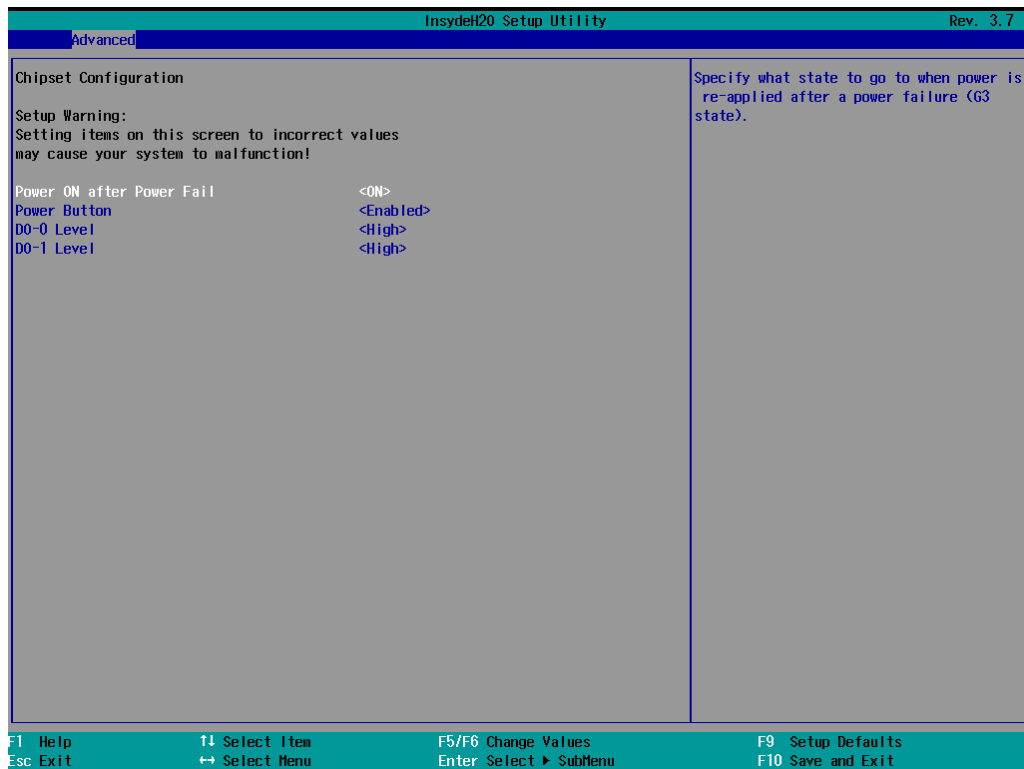 InsydeH20 Setup Utility Rev. 3.7
Advanced
Chipset Configuration
Setup Warning:
Setting items on this screen to incorrect values
may cause your system to malfunction!
Power ON after Power Fail <ON>
Power Button <Enabled>
DO-0 Level <High>
DO-1 Level <High>
Specify what state to go to when power is
re-applied after a power failure (G3
state).
F1 Help ↑↓ Select Item F5/F6 Change Values F9 Setup Defaults
Esc Exit ↔ Select Menu Enter Select ▶ SubMenu F10 Save and Exit